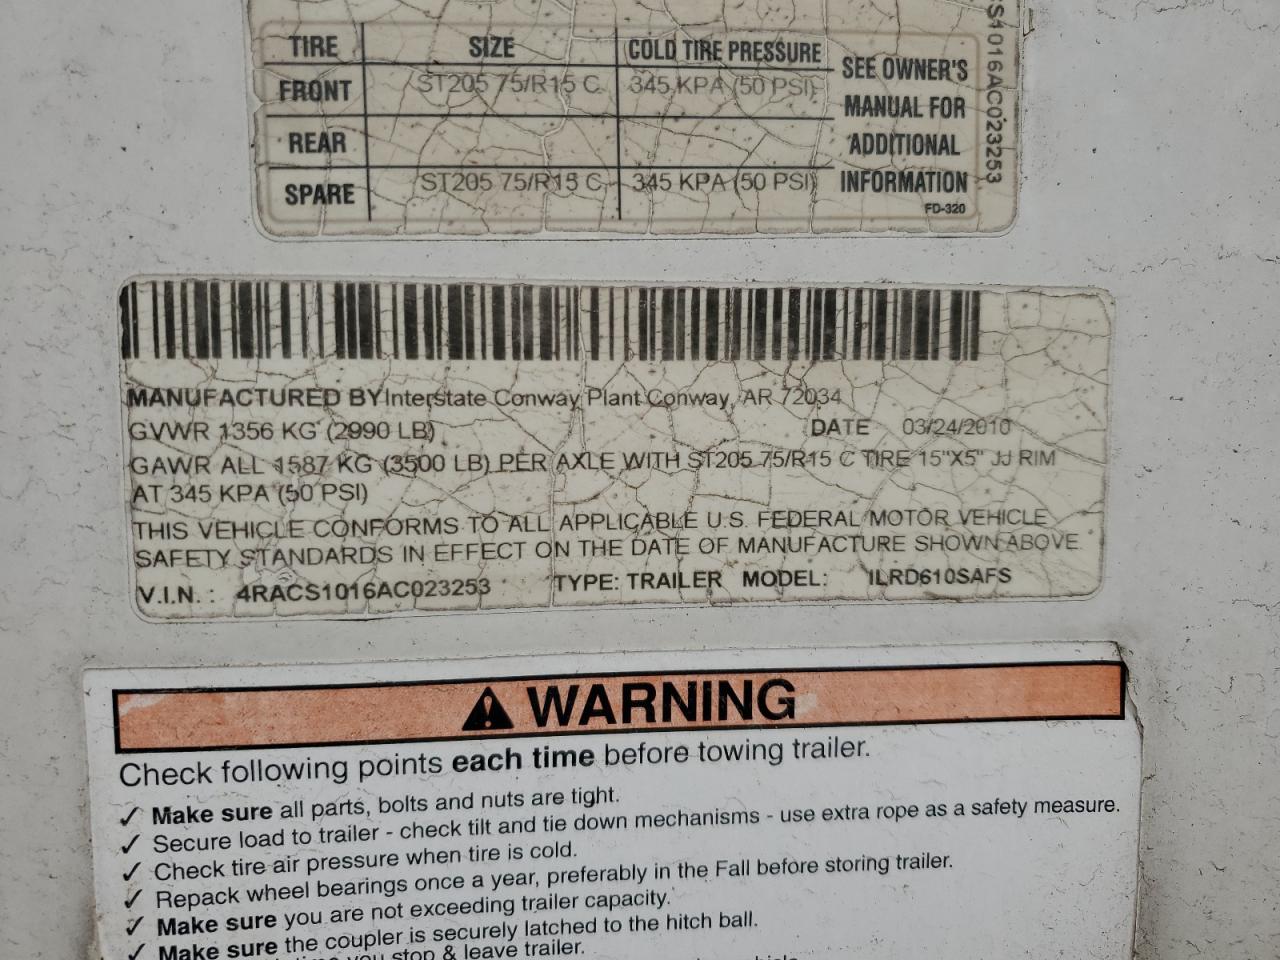 TIRE SIZE COLD TIRE PRESSURE SEE OWNER'S MANUAL FOR ADDITIONAL INFORMATION
FRONT ST205 75/R15 C 345 KPA (50 PSI)
REAR
SPARE ST205 75/R15 C 345 KPA (50 PSI)
FD-320
S1016AC023253
MANUFACTURED BY Interstate Conway Plant Conway, AR 72034
GVWR 1356 KG (2990 LB) DATE 03/24/2010
GAWR ALL 1587 KG (3500 LB) PER AXLE WITH ST205 75/R15 C TIRE 15"X5" JJ RIM
AT 345 KPA (50 PSI)
THIS VEHICLE CONFORMS TO ALL APPLICABLE U.S. FEDERAL MOTOR VEHICLE
SAFETY STANDARDS IN EFFECT ON THE DATE OF MANUFACTURE SHOWN ABOVE
V.I.N. : 4RACS1016AC023253 TYPE: TRAILER MODEL: ILRD610SAFS
WARNING
Check following points each time before towing trailer.
✓ Make sure all parts, bolts and nuts are tight.
✓ Secure load to trailer - check tilt and tie down mechanisms - use extra rope as a safety measure.
✓ Check tire air pressure when tire is cold.
✓ Repack wheel bearings once a year, preferably in the Fall before storing trailer.
✓ Make sure you are not exceeding trailer capacity.
✓ Make sure the coupler is securely latched to the hitch ball.
time you stop & leave trailer.